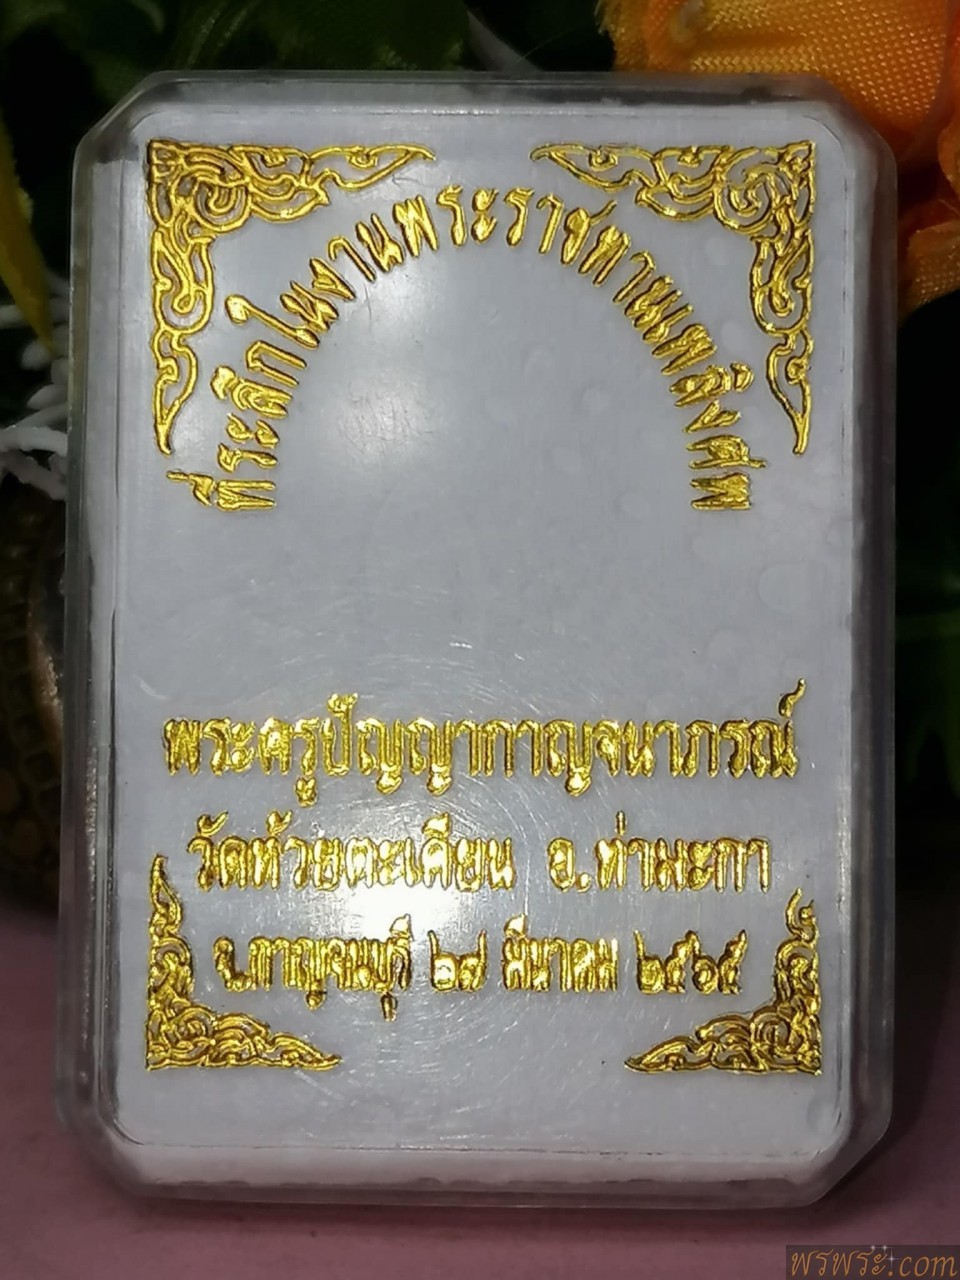 ที่ระลึกในงานพระราชทานเพลิงศพ
พระครูปัญญากาญจนาภรณ์
วัดห้วยตะเคียน อ.ท่ามะกา
จ.กาญจนบุรี ๒๗ มีนาคม ๒๕๖๕
พรพระ.com